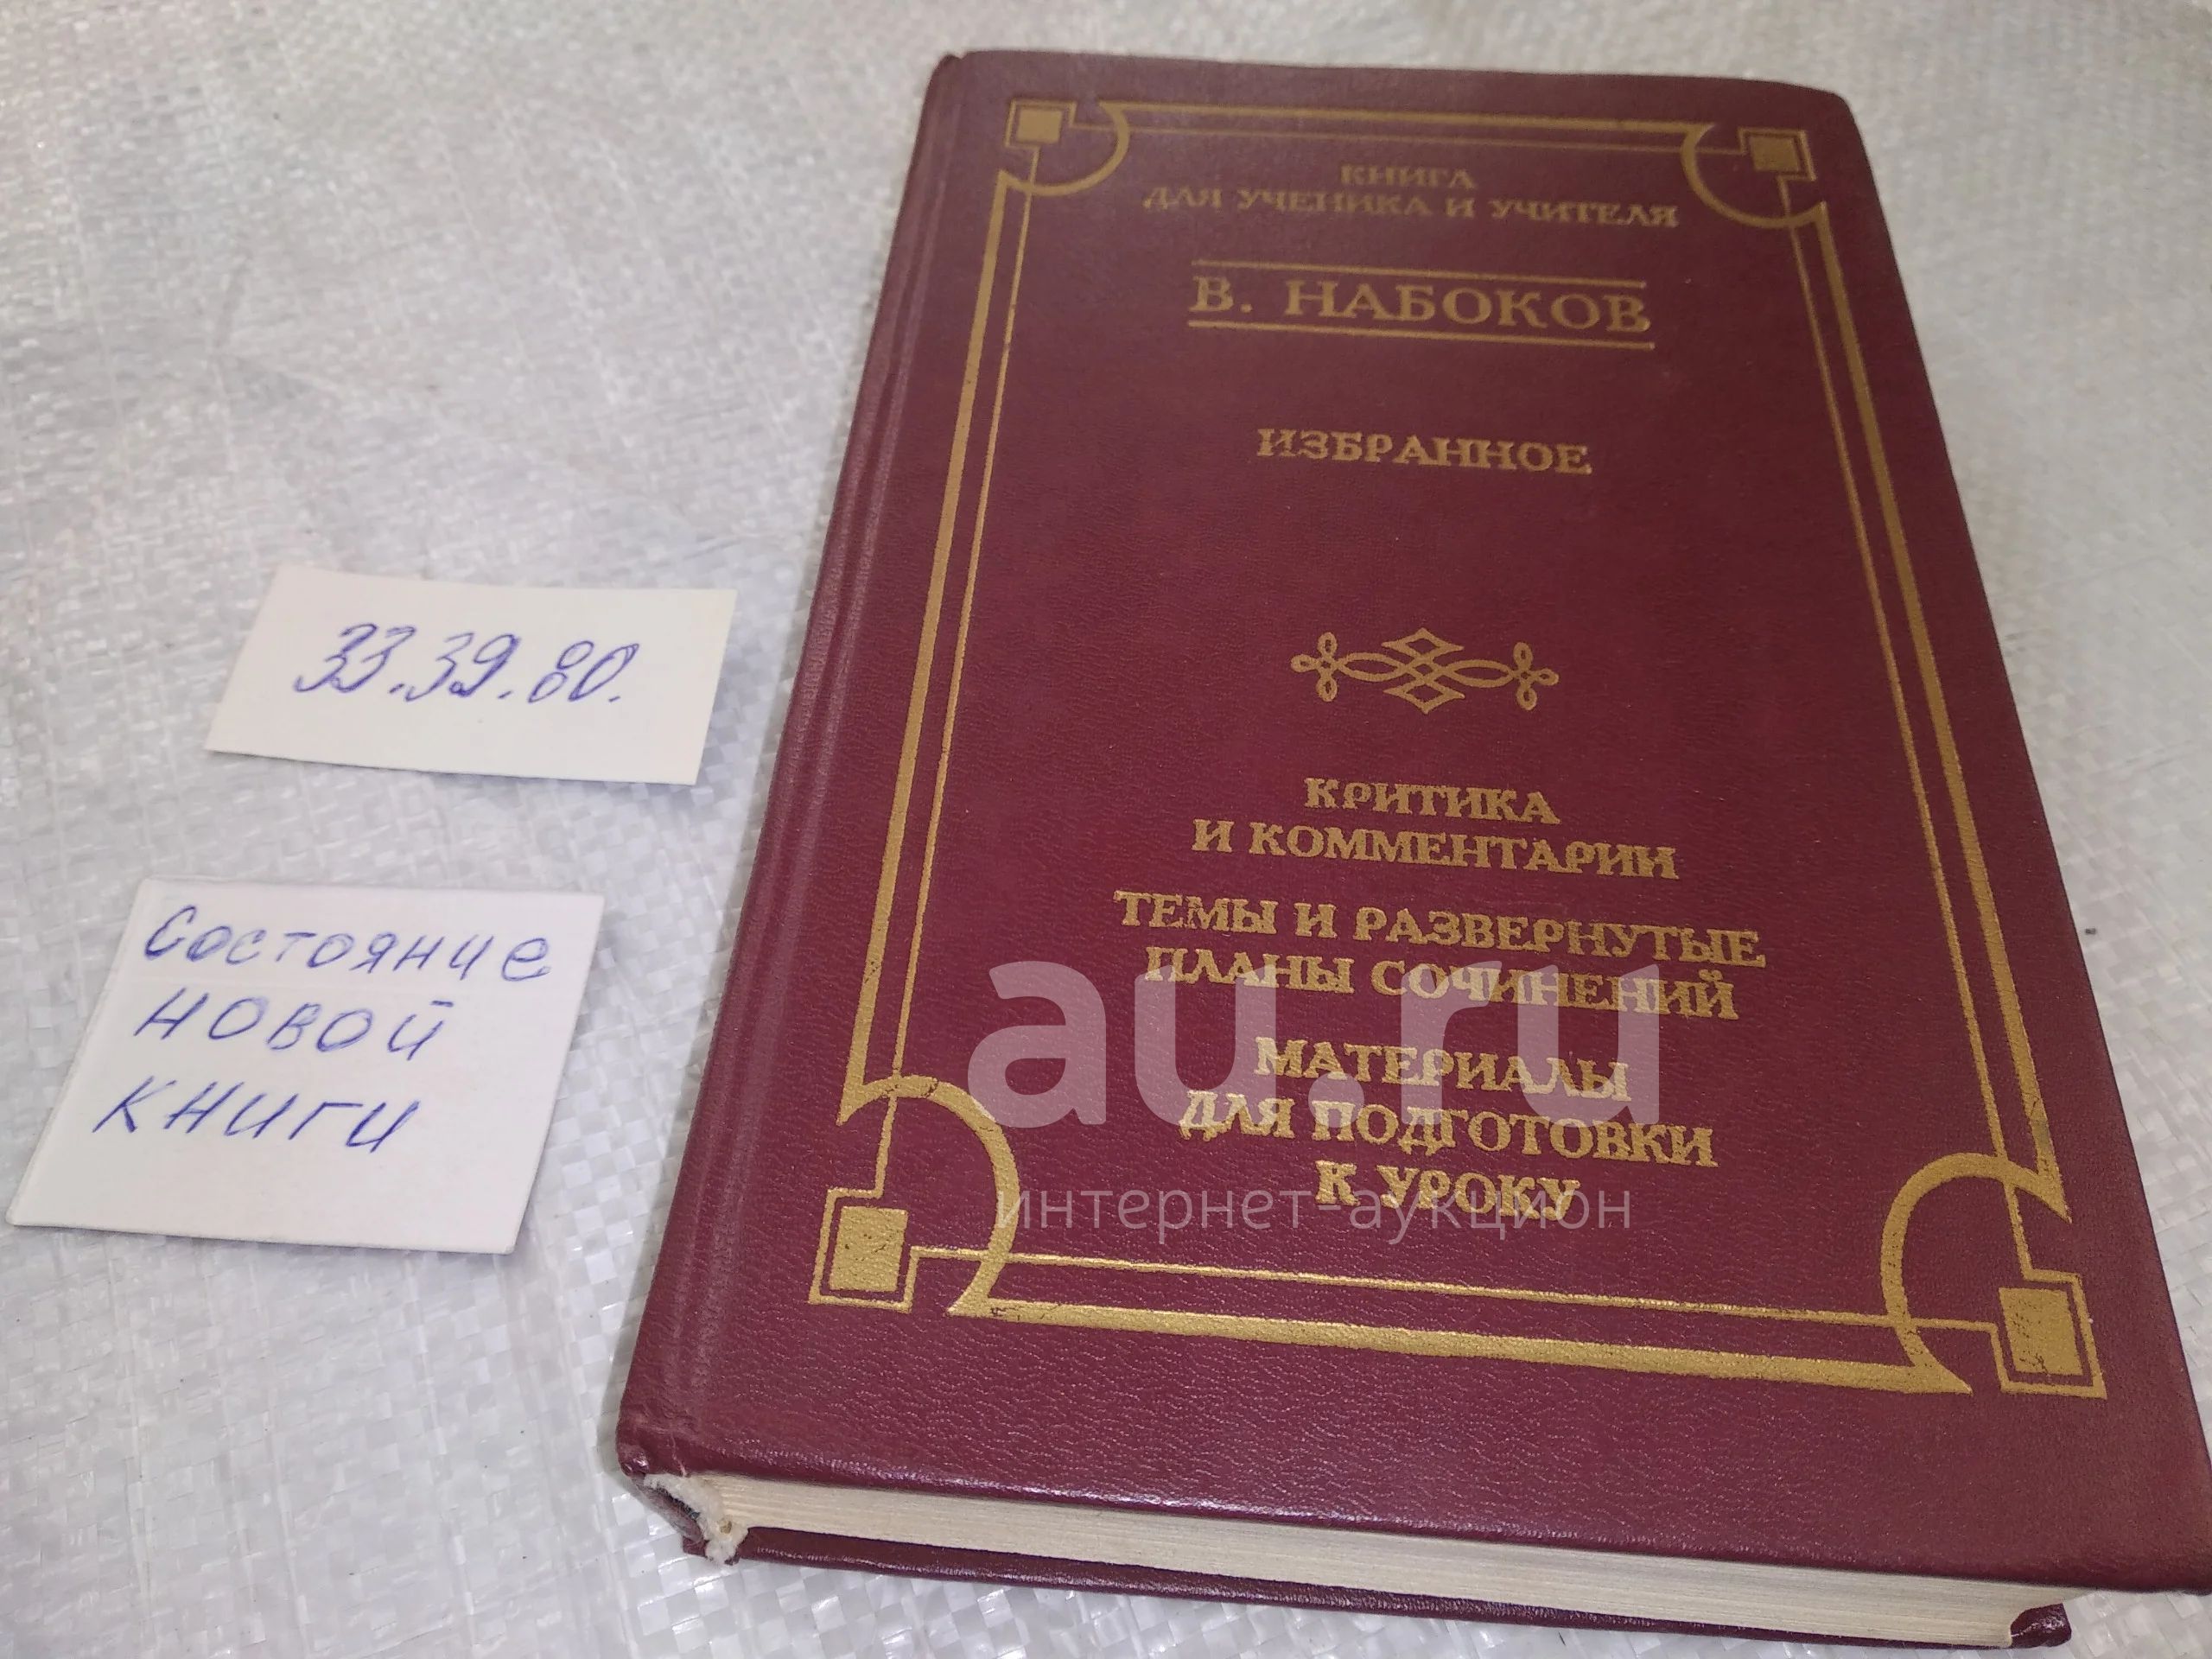 КНИГА
ДЛЯ УЧЕНИКА И УЧИТЕЛЯ
В. НАБОКОВ
ИЗБРАННОЕ
КРИТИКА
И КОММЕНТАРИИ
ТЕМЫ И РАЗВЕРНУТЫЕ
ПЛАНЫ СОЧИНЕНИЙ
МАТЕРИАЛЫ
ДЛЯ ПОДГОТОВКИ
К УРОКУ
33.39.80.
Состояние
новой
книги
au.ru
интернет-аукцион